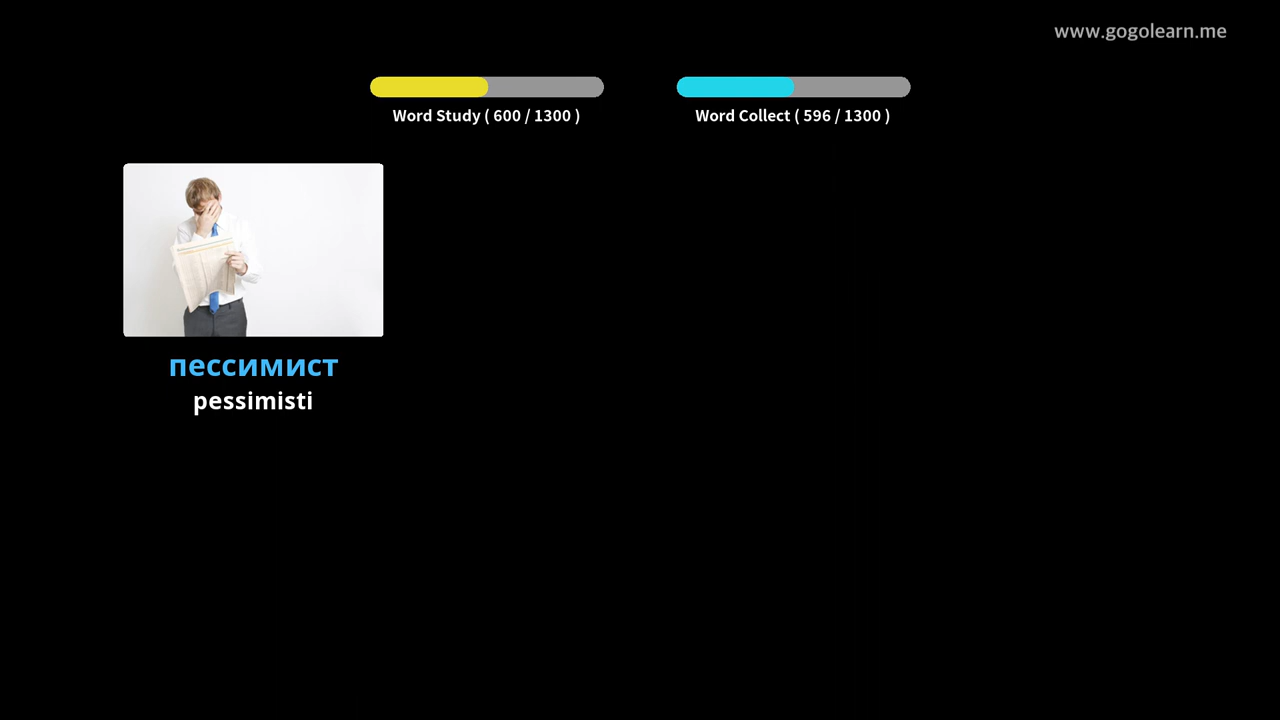 www.gogolearn.me
Word Study ( 600 / 1300 )
Word Collect ( 596 / 1300 )
пессимист
pessimisti